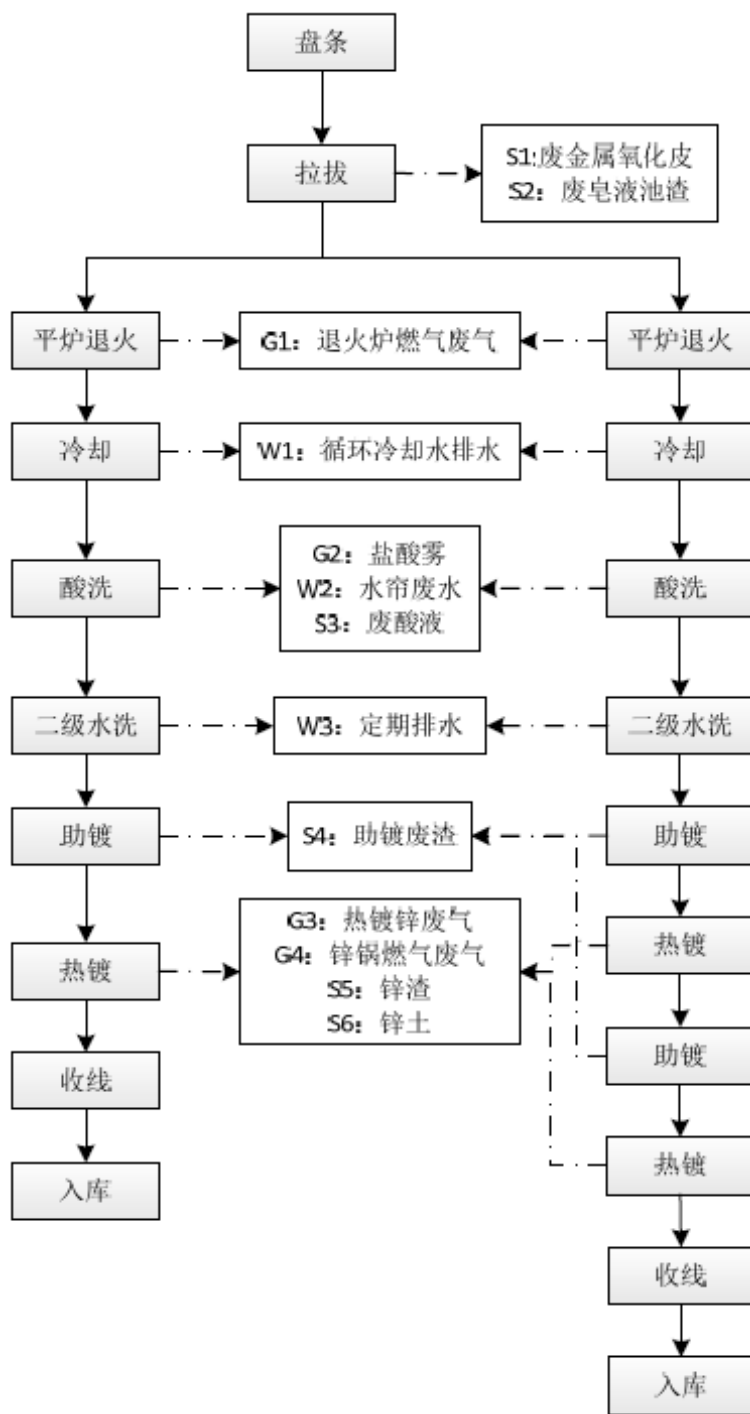 盘条
拉拔
S1:废金属氧化皮
S2：废皂液池渣
平炉退火
G1：退火炉燃气废气
平炉退火
冷却
W1：循环冷却水排水
冷却
酸洗
G2：盐酸雾
W2：水帘废水
S3：废酸液
酸洗
二级水洗
W3：定期排水
二级水洗
助镀
S4：助镀废渣
助镀
热镀
G3：热镀锌废气
G4：锌锅燃气废气
S5：锌渣
S6：锌土
热镀
收线
助镀
入库
热镀
收线
入库